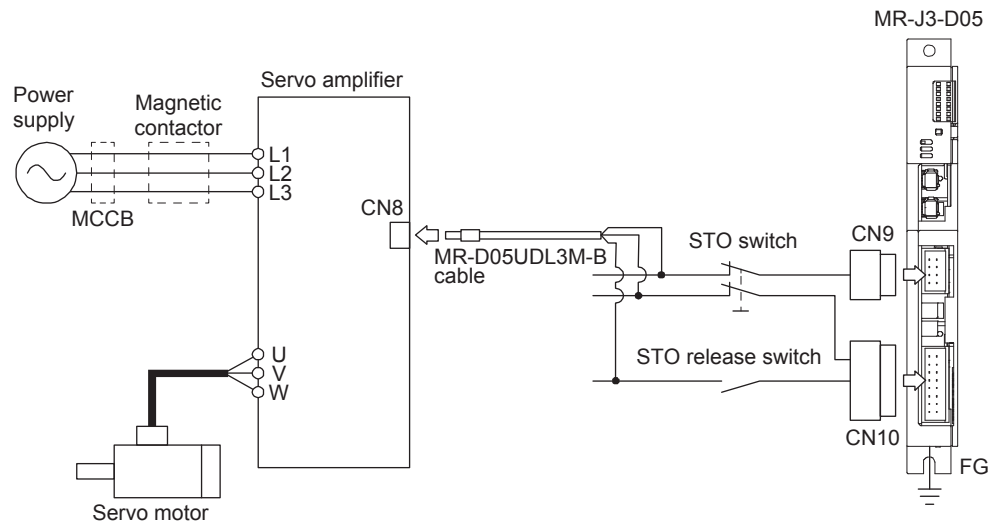 MR-J3-D05
Servo amplifier
Power
supply
Magnetic
contactor
L1
L2
L3
MCCB
CN8
STO switch
CN9
MR-D05UDL3M-B
cable
STO release switch
U
V
W
CN10
FG
Servo motor